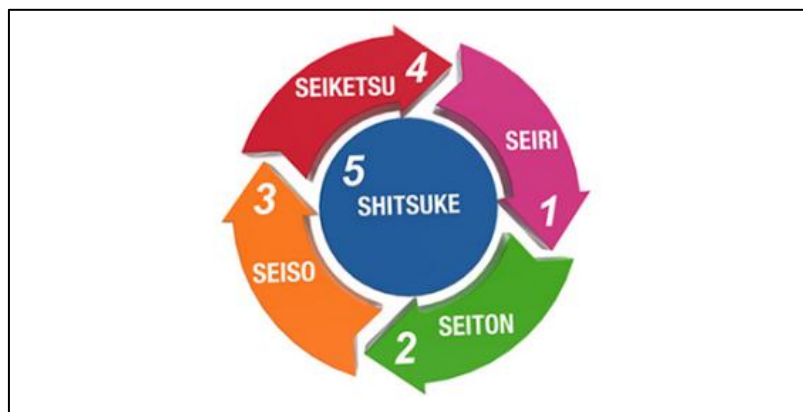 1
SEIRI
2
SEITON
3
SEISO
4
SEIKETSU
5
SHITSUKE